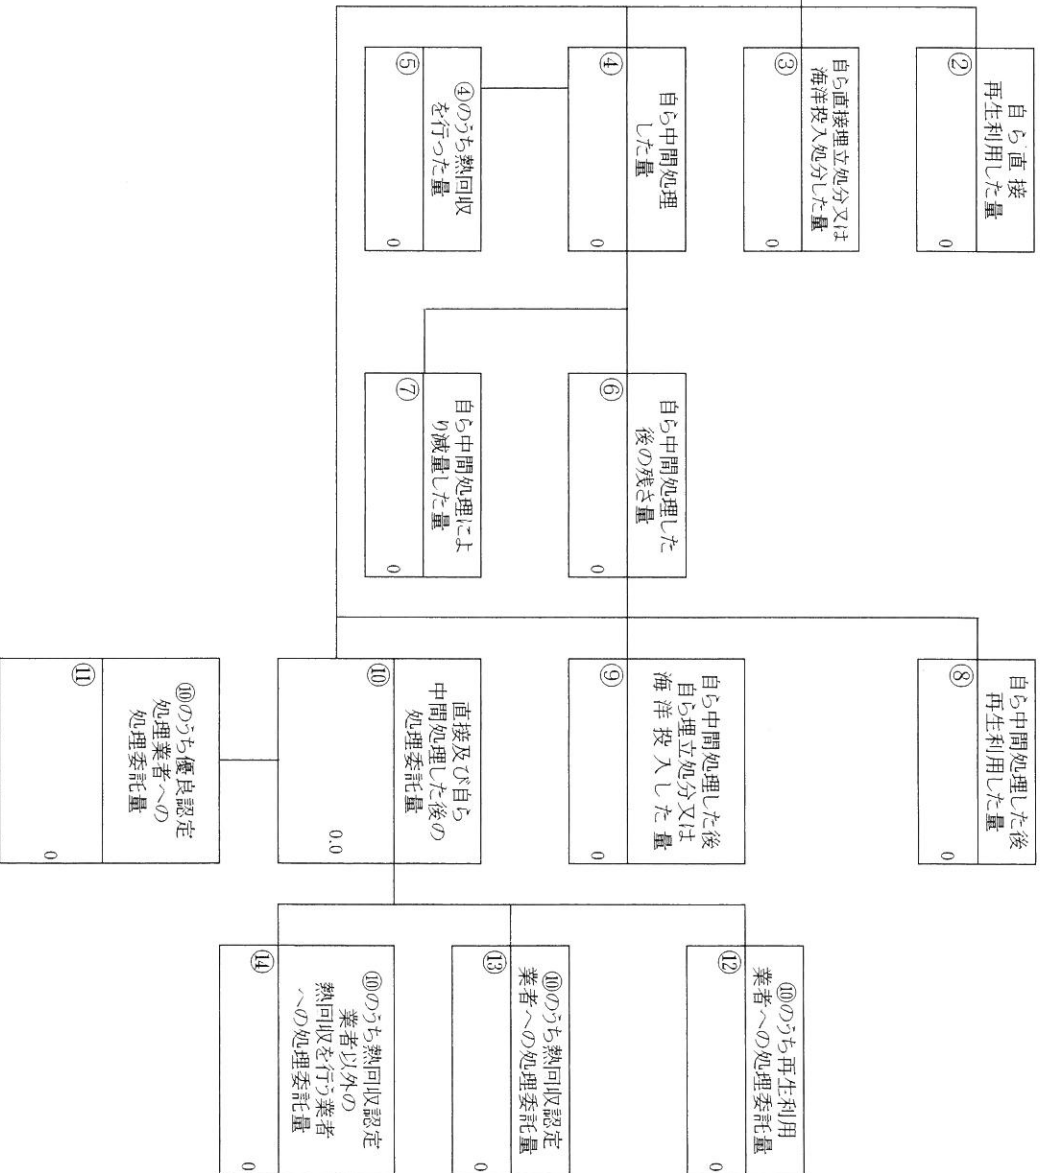 自ら直接
再生利用した量
②
0
自ら直接埋立処分又は
海洋投入処分した量
③
0
自ら中間処理
した量
④
0
④のうち熱回収
を行った量
⑤
0
自ら中間処理した
後の残さ量
⑥
0
自ら中間処理によ
り減量した量
⑦
0
自ら中間処理した後
再生利用した量
⑧
0
自ら中間処理した後
自ら埋立処分又は
海洋投入した量
⑨
0
直接及び自ら
中間処理した後の
処理委託量
⑩
0.0
⑩のうち優良認定
処理業者への
処理委託量
⑪
0
⑩のうち再生利用
業者への処理委託量
⑫
0
⑩のうち熱回収認定
業者への処理委託量
⑬
0
⑩のうち熱回収認定
業者以外の
熱回収を行う業者
への処理委託量
⑭
0